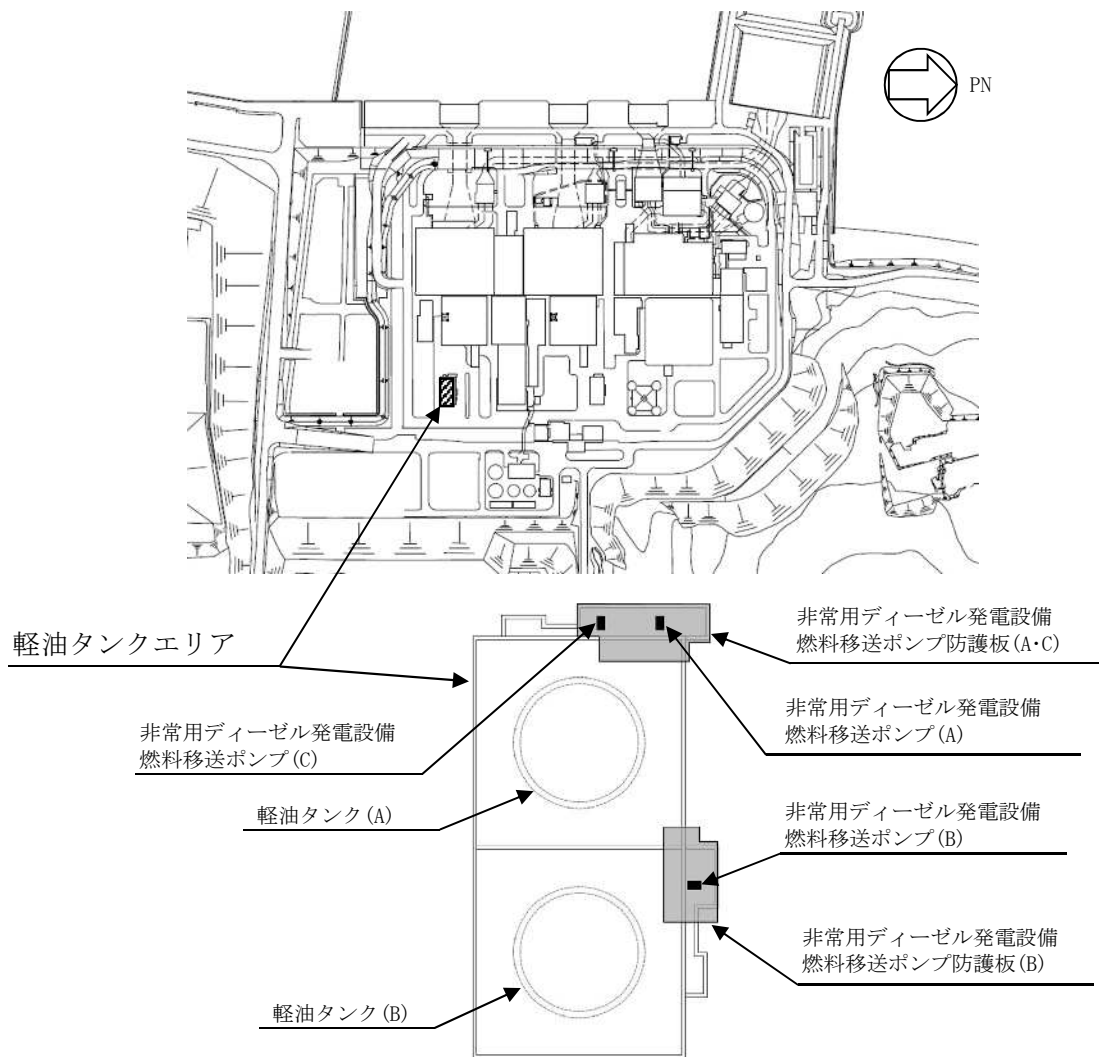 PN
軽油タンクエリア
非常用ディーゼル発電設備
燃料移送ポンプ防護板(A・C)
非常用ディーゼル発電設備
燃料移送ポンプ(A)
非常用ディーゼル発電設備
燃料移送ポンプ(C)
軽油タンク(A)
非常用ディーゼル発電設備
燃料移送ポンプ(B)
非常用ディーゼル発電設備
燃料移送ポンプ防護板(B)
軽油タンク(B)